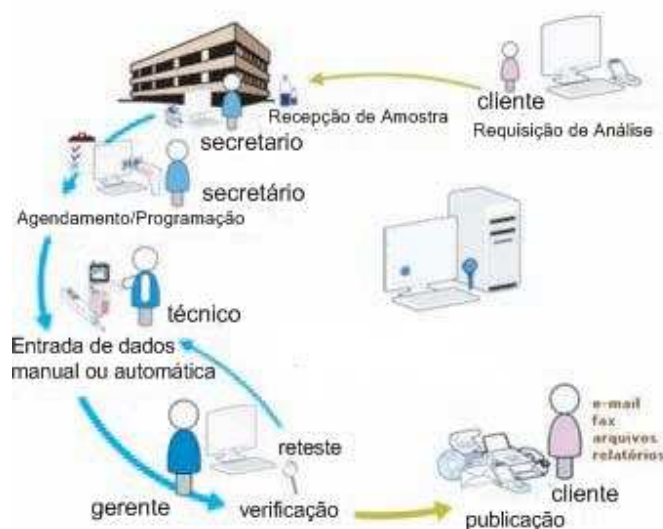 cliente
Requisição de Análise
Recepção de Amostra
secretario
secretário
Agendamento/Programação
técnico
Entrada de dados
manual ou automática
reteste
gerente
verificação
e-mail
fax
arquivos
relatórios
cliente
publicação